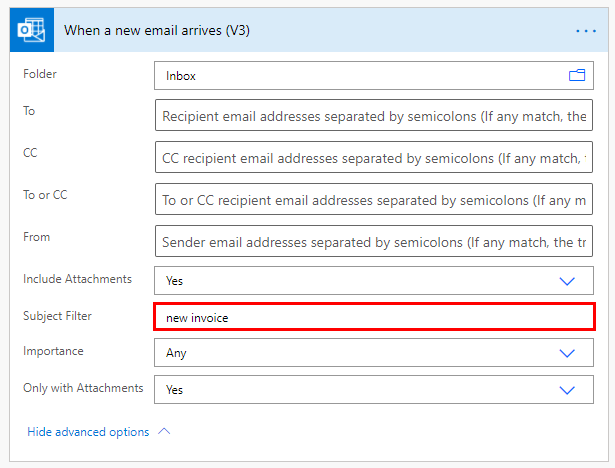 When a new email arrives (V3)
Folder
Inbox
To
Recipient email addresses separated by semicolons (If any match, the
CC
CC recipient email addresses separated by semicolons (If any match,
To or CC
To or CC recipient email addresses separated by semicolons (If any m
From
Sender email addresses separated by semicolons (If any match, the tr
Include Attachments
Yes
Subject Filter
new invoice
Importance
Any
Only with Attachments
Yes
Hide advanced options